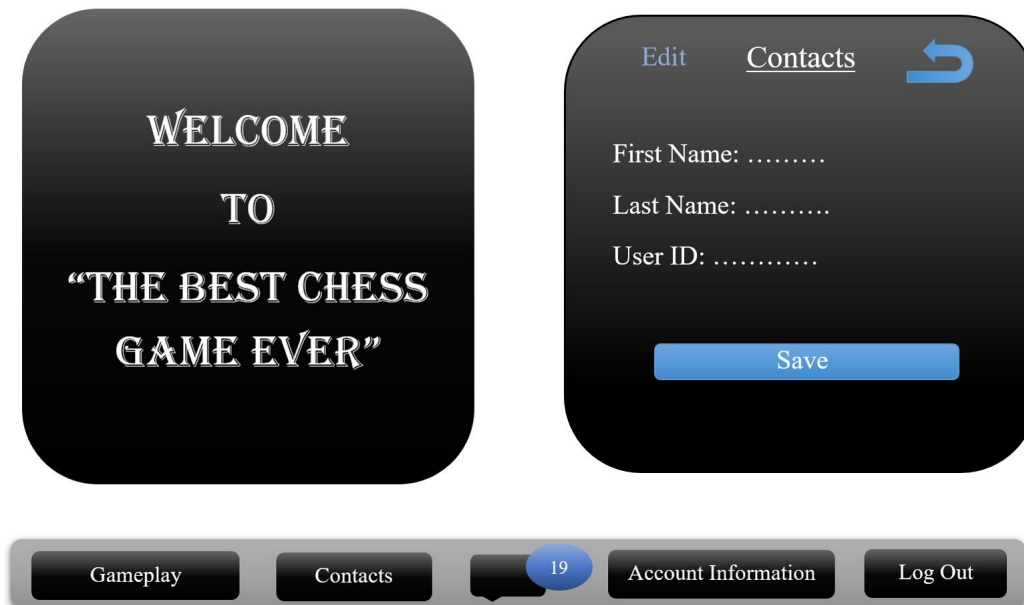 WELCOME
TO
“THE BEST CHESS
GAME EVER”
Edit Contacts
First Name: ………
Last Name: ……….
User ID: …………
Save
Gameplay Contacts 19 Account Information Log Out